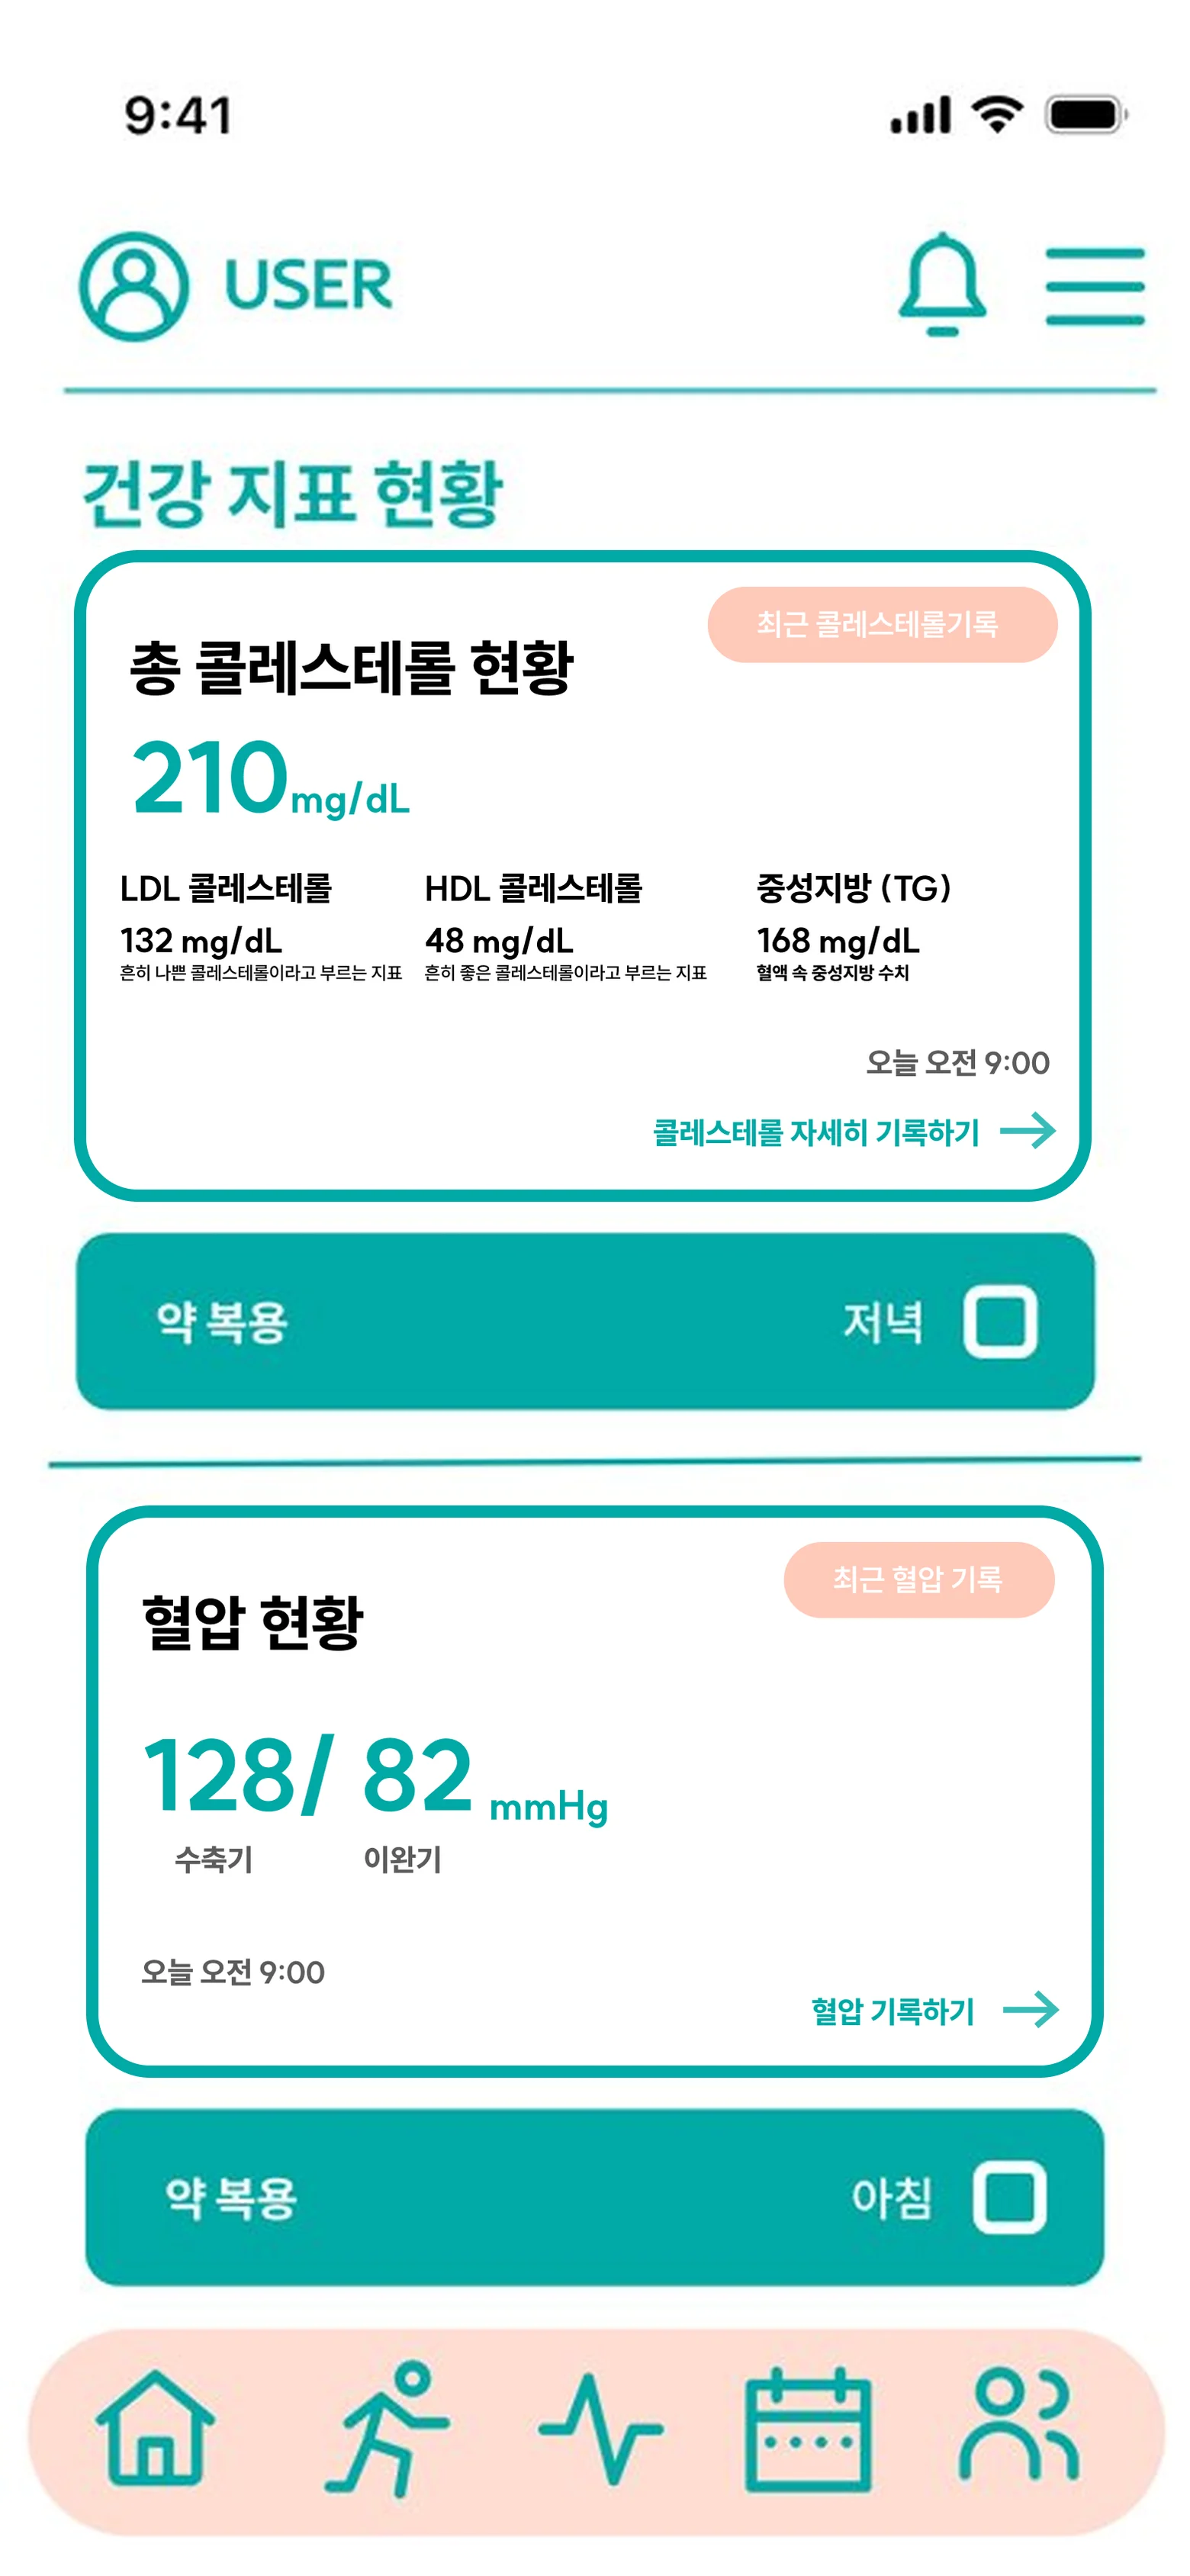 9:41
USER
건강 지표 현황
최근 콜레스테롤기록
총 콜레스테롤 현황
210mg/dL
LDL 콜레스테롤 HDL 콜레스테롤 중성지방 (TG)
132 mg/dL 48 mg/dL 168 mg/dL
흔히 나쁜 콜레스테롤이라고 부르는 지표 흔히 좋은 콜레스테롤이라고 부르는 지표 혈액 속 중성지방 수치
오늘 오전 9:00
콜레스테롤 자세히 기록하기
약 복용 저녁
최근 혈압 기록
혈압 현황
128/ 82 mmHg
수축기 이완기
오늘 오전 9:00
혈압 기록하기
약 복용 아침